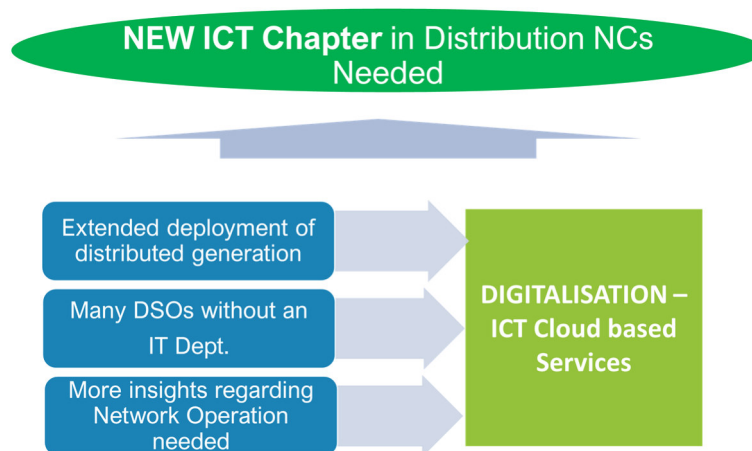 NEW ICT Chapter in Distribution NCs
Needed
Extended deployment of
distributed generation
Many DSOs without an
IT Dept.
More insights regarding
Network Operation
needed
DIGITALISATION –
ICT Cloud based
Services